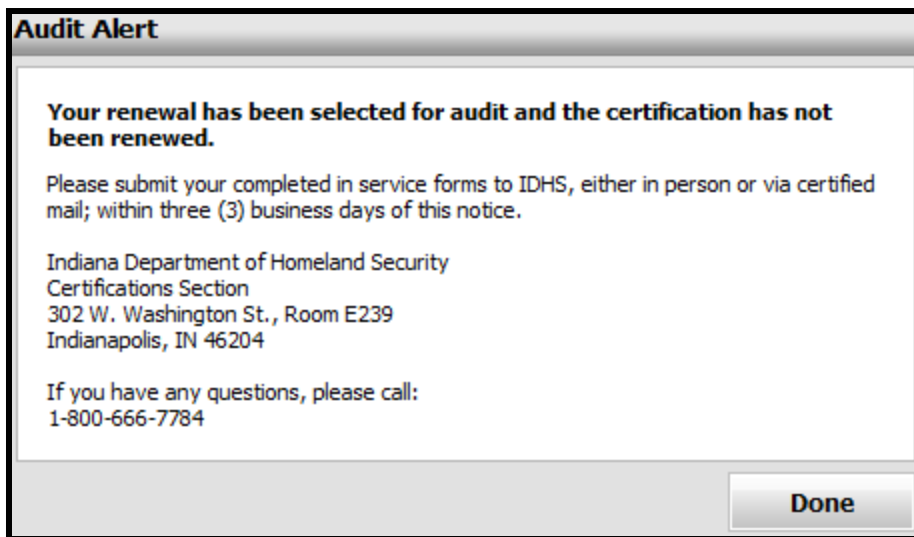 Audit Alert
Your renewal has been selected for audit and the certification has not
been renewed.
Please submit your completed in service forms to IDHS, either in person or via certified
mail; within three (3) business days of this notice.
Indiana Department of Homeland Security
Certifications Section
302 W. Washington St., Room E239
Indianapolis, IN 46204
If you have any questions, please call:
1-800-666-7784
Done